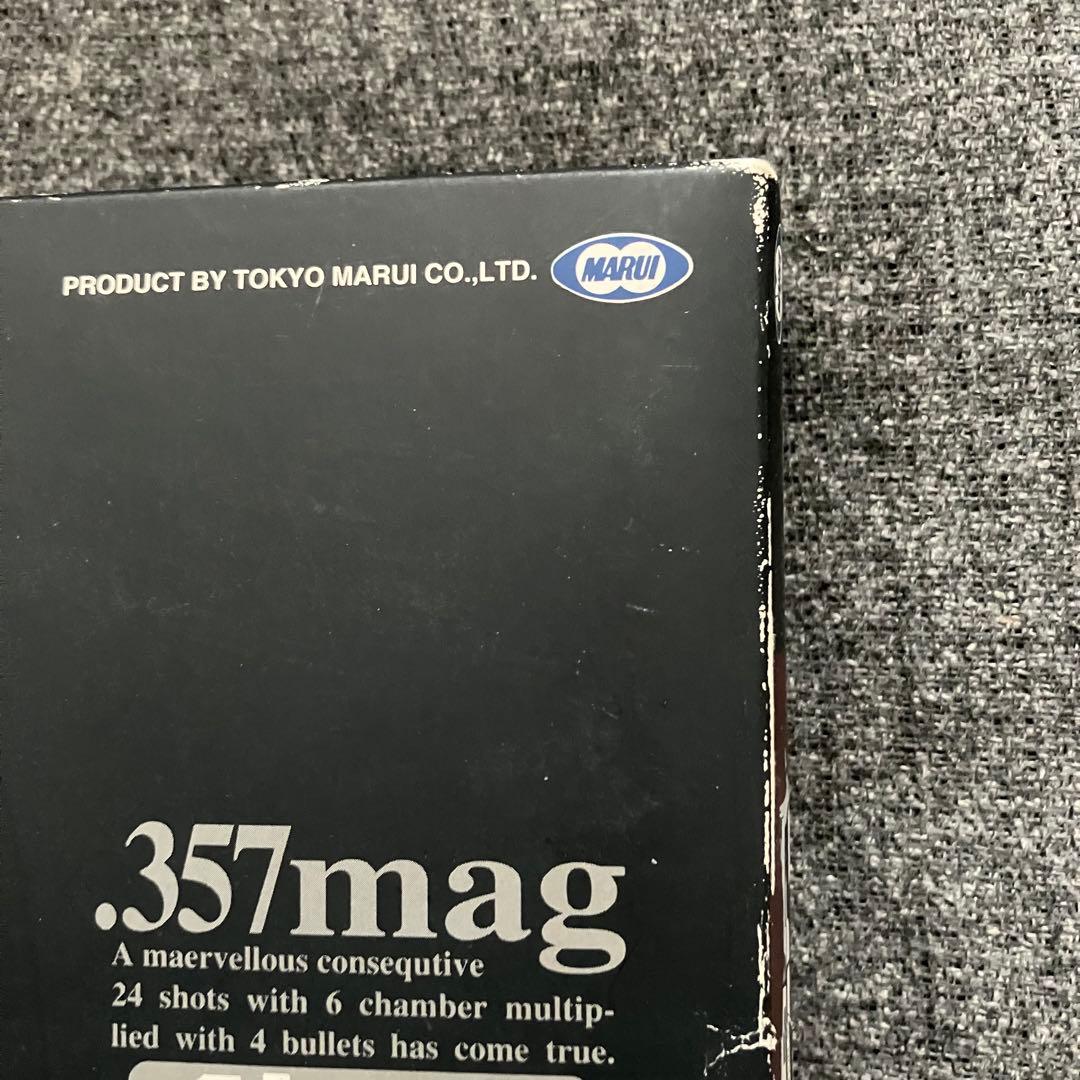 PRODUCT BY TOKYO MARUI CO.,LTD. MARUI
.357mag
A maervellous consequtive
24 shots with 6 chamber multip-
lied with 4 bullets has come true.